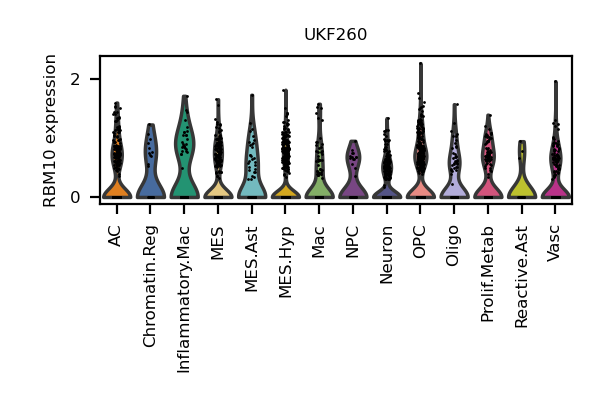 UKF260
RBM10 expression
2
0
AC
Chromatin.Reg
Inflammatory.Mac
MES
MES.Ast
MES.Hyp
Mac
NPC
Neuron
OPC
Oligo
Prolif.Metab
Reactive.Ast
Vasc